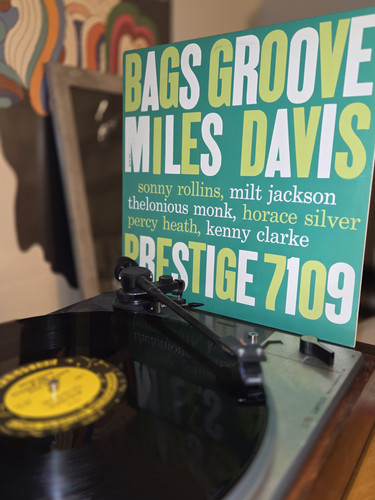 BAGS GROOVE
MILES DAVIS
sonny rollins, milt jackson
thelonious monk, horace silver
percy heath, kenny clarke
PRESTIGE 7109